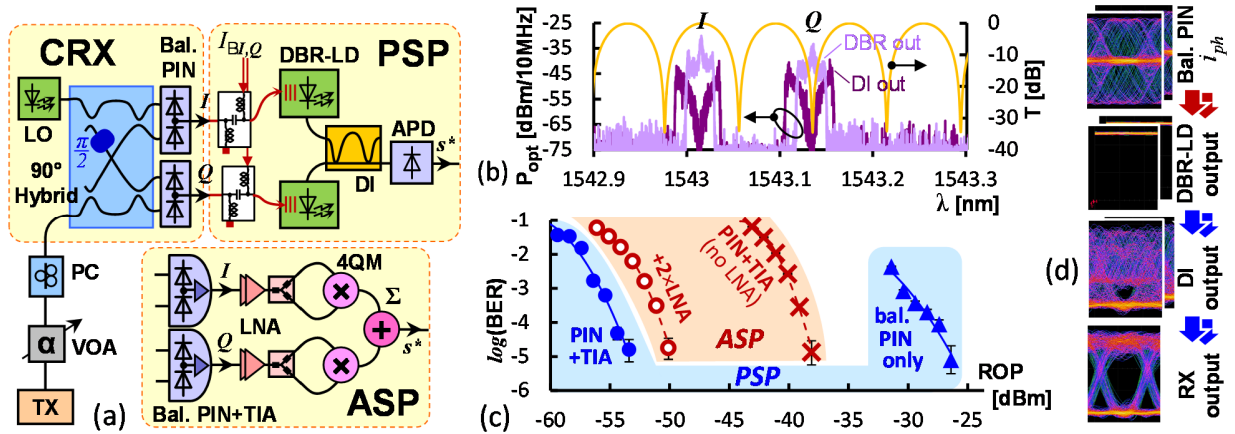 CRX
Bal.
PIN
LO
π/2
90°
Hybrid
I
Q
PC
α
VOA
TX
(a)
PSP
I_BI,Q
DBR-LD
APD
DI
s*
I
Q
LNA
4QM
Σ
s*
Bal. PIN+TIA
ASP
P_opt [dBm/10MHz]
-25
-35
-45
-55
-65
-75
I
Q
DBR out
DI out
0
-10
-20
-30
-40
T [dB]
1542.9
1543
1543.1
1543.2
1543.3
λ [nm]
(b)
log(BER)
-1
-2
-3
-4
-5
-6
PIN
+TIA
+2×LNA
PIN+TIA
(no LNA)
ASP
PSP
bal.
PIN
only
ROP
[dBm]
-60
-55
-50
-45
-40
-35
-30
-25
(c)
Bal. PIN
i_ph
DBR-LD
output
DI
output
RX
output
(d)